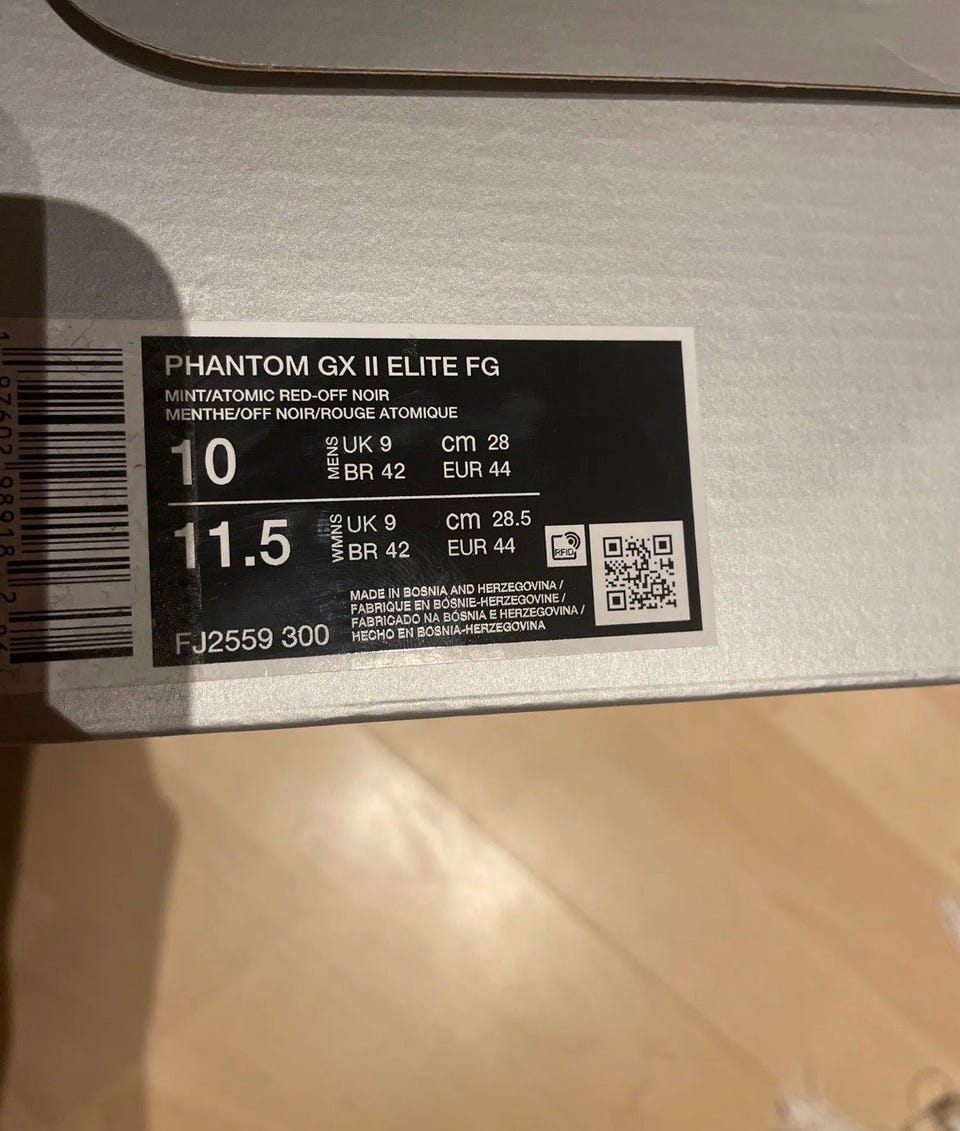 PHANTOM GX II ELITE FG
MINT/ATOMIC RED-OFF NOIR
MENTHE/OFF NOIR/ROUGE ATOMIQUE
10
MENS
UK 9
cm 28
BR 42
EUR 44
11.5
WMNS
UK 9
cm 28.5
BR 42
EUR 44
RFID
MADE IN BOSNIA AND HERZEGOVINA /
FABRIQUE EN BOSNIE-HERZEGOVINE /
FABRICADO NA BÓSNIA E HERZEGOVINA /
HECHO EN BOSNIA-HERZEGOVINA
FJ2559 300